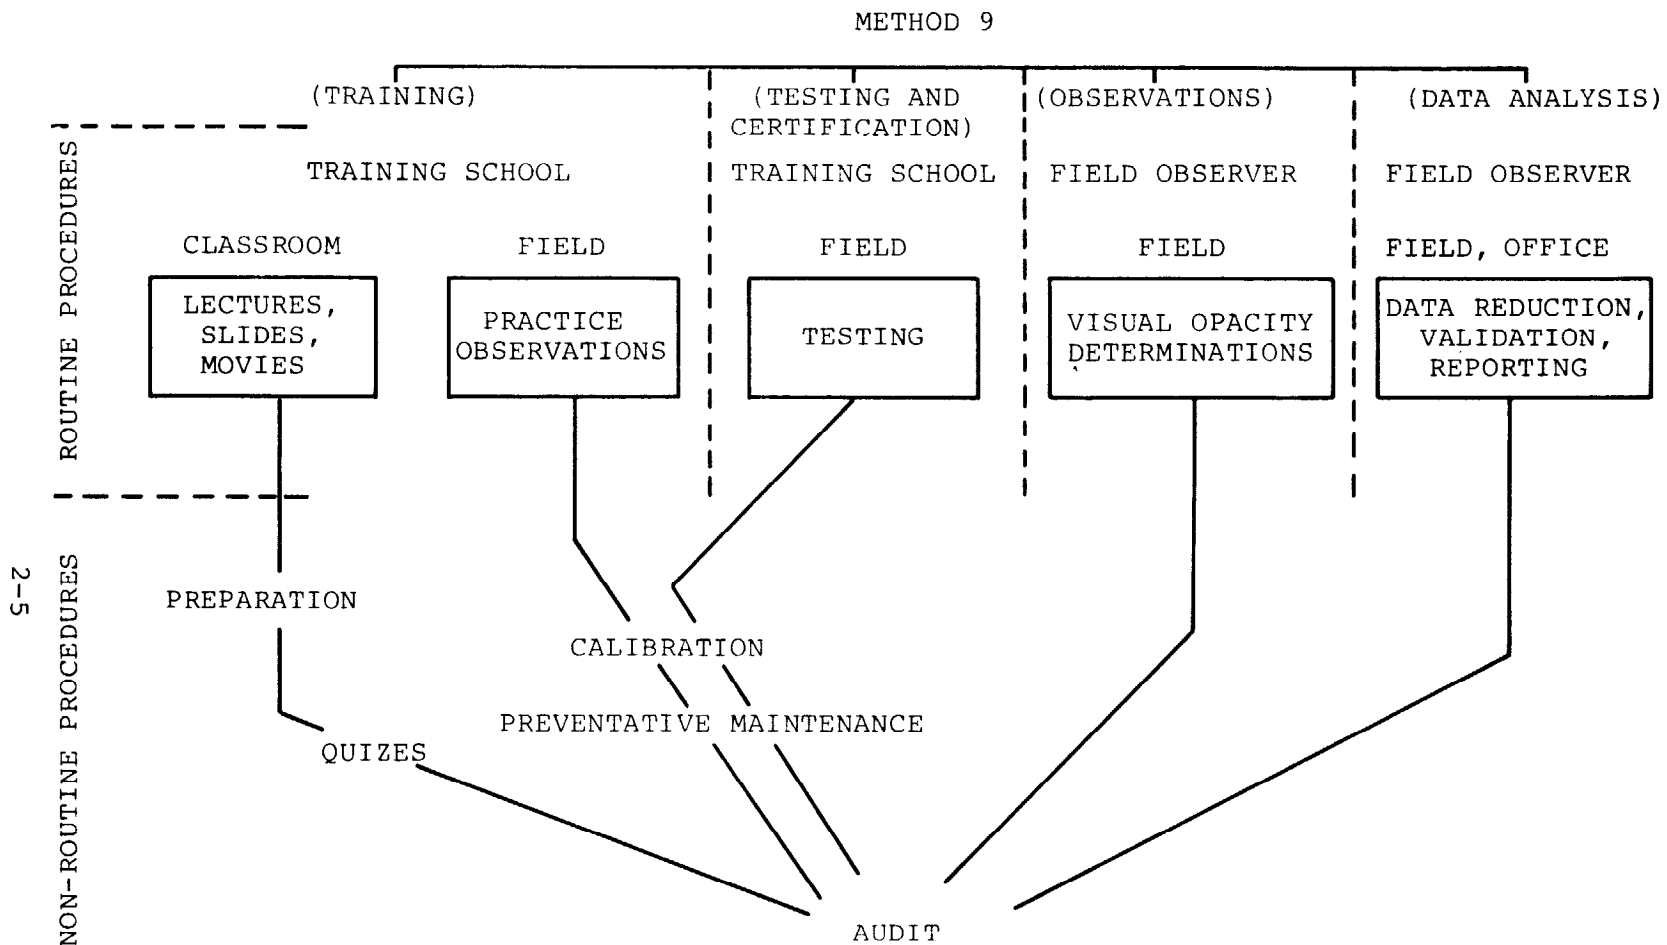 METHOD 9
(TRAINING)
(TESTING AND
CERTIFICATION)
(OBSERVATIONS)
(DATA ANALYSIS)
ROUTINE PROCEDURES
TRAINING SCHOOL
TRAINING SCHOOL
FIELD OBSERVER
FIELD OBSERVER
CLASSROOM
FIELD
FIELD
FIELD
FIELD, OFFICE
LECTURES,
SLIDES,
MOVIES
PRACTICE
OBSERVATIONS
TESTING
VISUAL OPACITY
DETERMINATIONS
DATA REDUCTION,
VALIDATION,
REPORTING
2-5
NON-ROUTINE PROCEDURES
PREPARATION
CALIBRATION
PREVENTATIVE MAINTENANCE
QUIZES
AUDIT